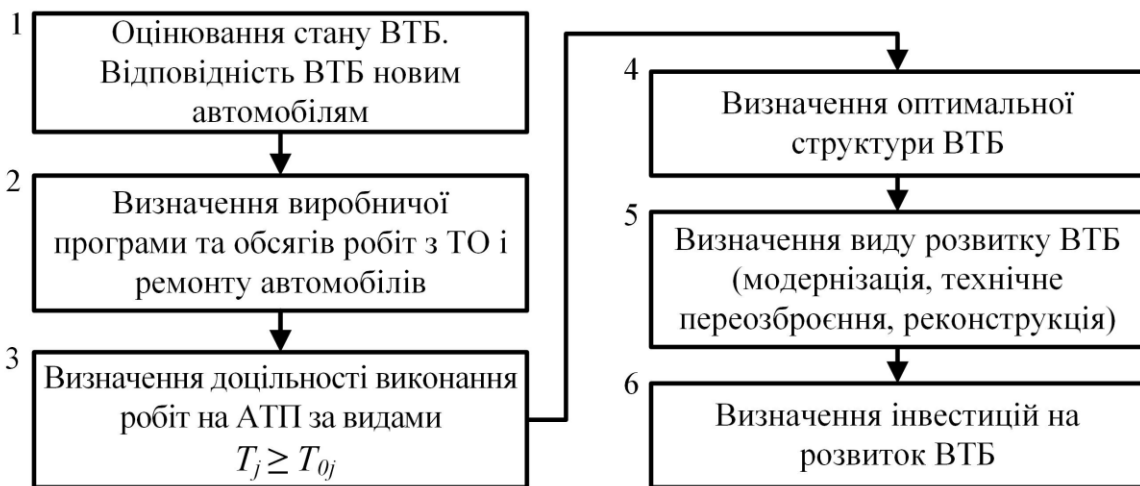 1
Оцінювання стану ВТБ.
Відповідність ВТБ новим
автомобілям
2
Визначення виробничої
програми та обсягів робіт з ТО і
ремонту автомобілів
3
Визначення доцільності виконання
робіт на АТП за видами
Tj ≥ T0j
4
Визначення оптимальної
структури ВТБ
5
Визначення виду розвитку ВТБ
(модернізація, технічне
переозброєння, реконструкція)
6
Визначення інвестицій на
розвиток ВТБ